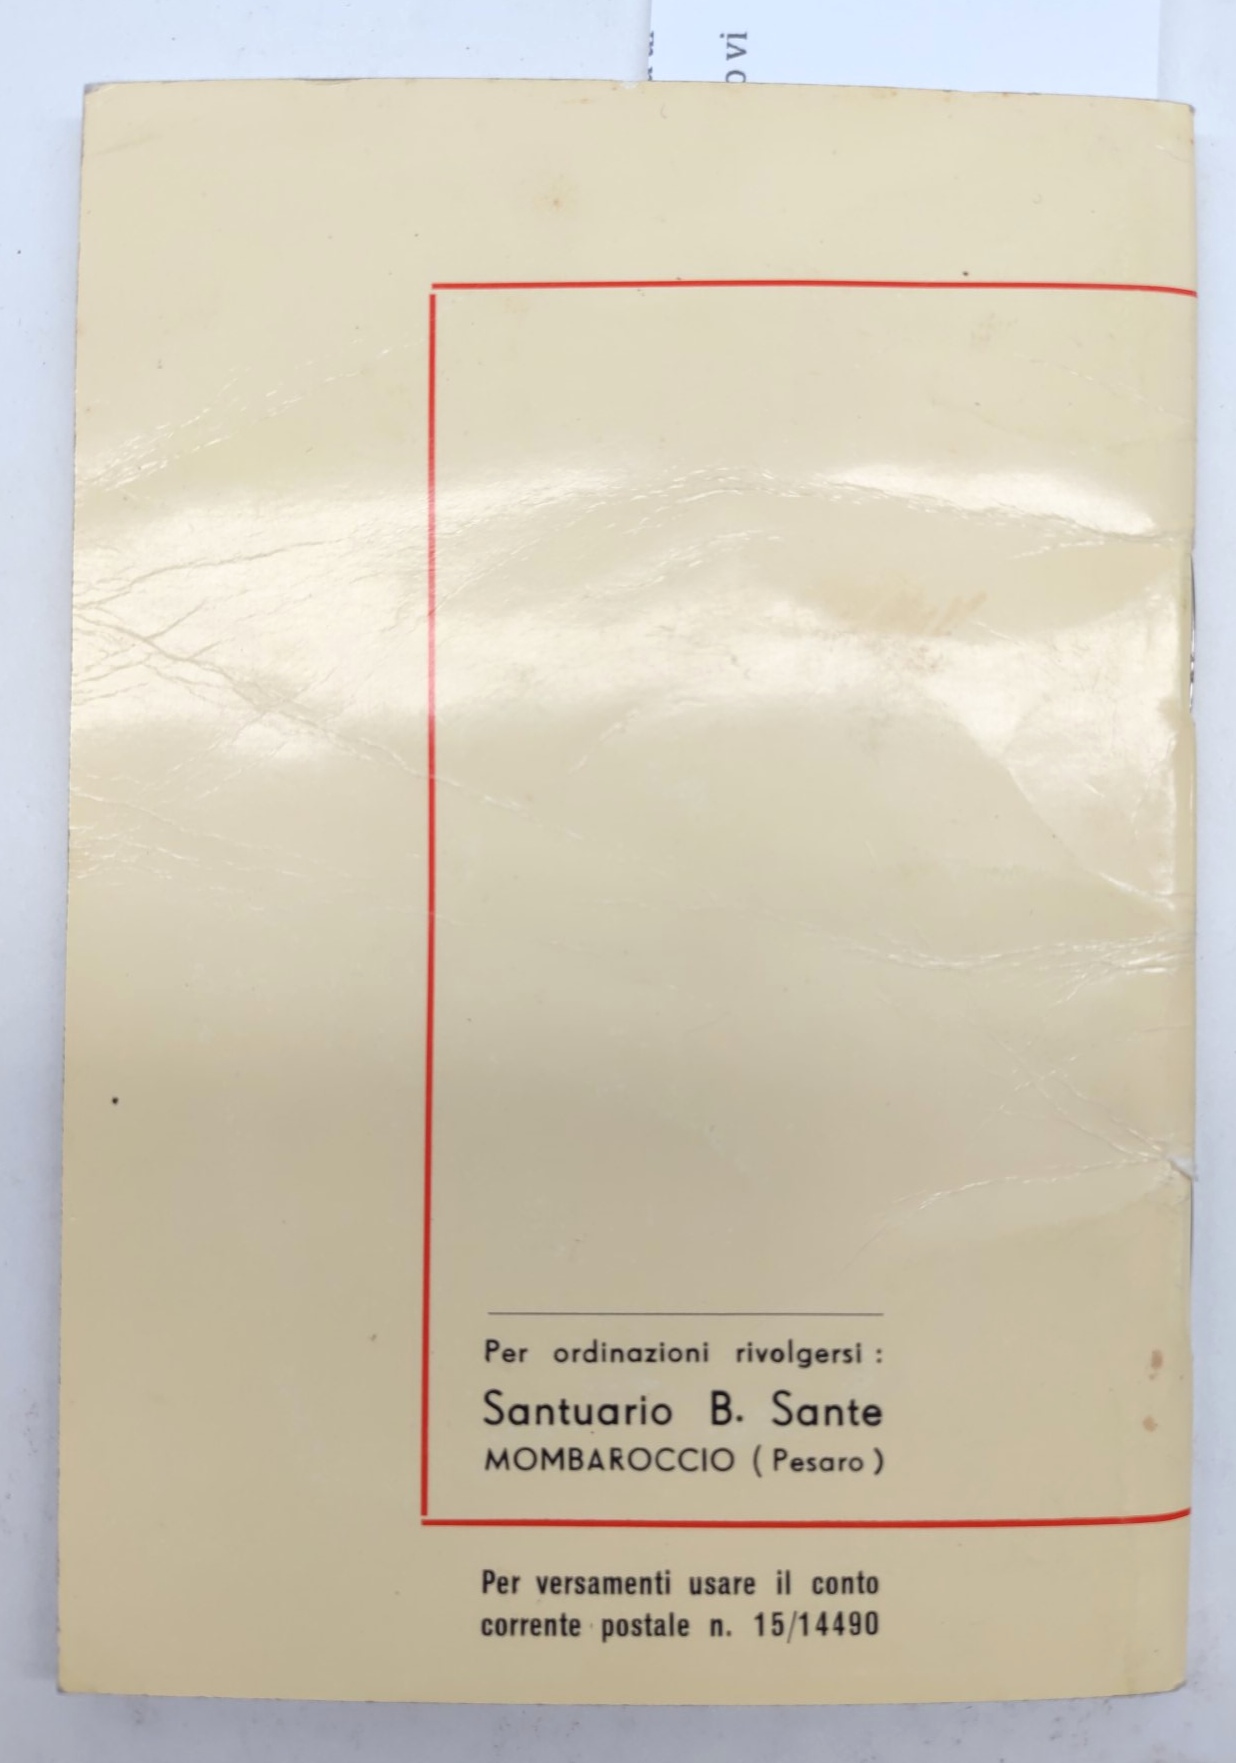 Per ordinazioni rivolgersi :
Santuario B. Sante
MOMBAROCCIO ( Pesaro )
Per versamenti usare il conto
corrente postale n. 15/14490